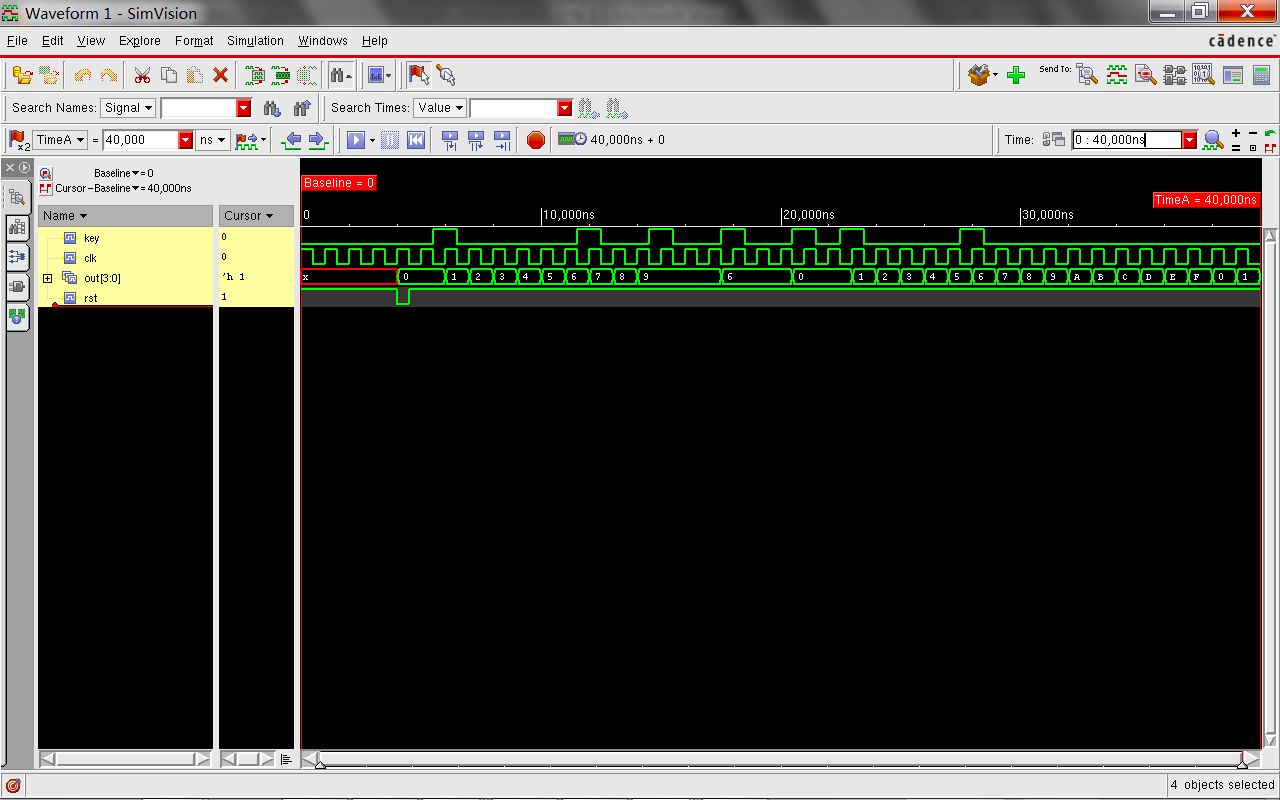 Waveform 1 - SimVision
File Edit View Explore Format Simulation Windows Help
cādence
Send To:
Search Names: Signal Search Times: Value
x2 TimeA = 40,000 ns 40,000ns + 0 Time: 0 : 40,000ns
Baseline = 0
Cursor-Baseline = 40,000ns
Baseline = 0
TimeA = 40,000ns
Name Cursor
0 10,000ns 20,000ns 30,000ns
key 0
clk 0
out[3:0] 'h 1 x 0 1 2 3 4 5 6 7 8 9 6 0 1 2 3 4 5 6 7 8 9 A B C D E F 0 1
rst 1
4 objects selected